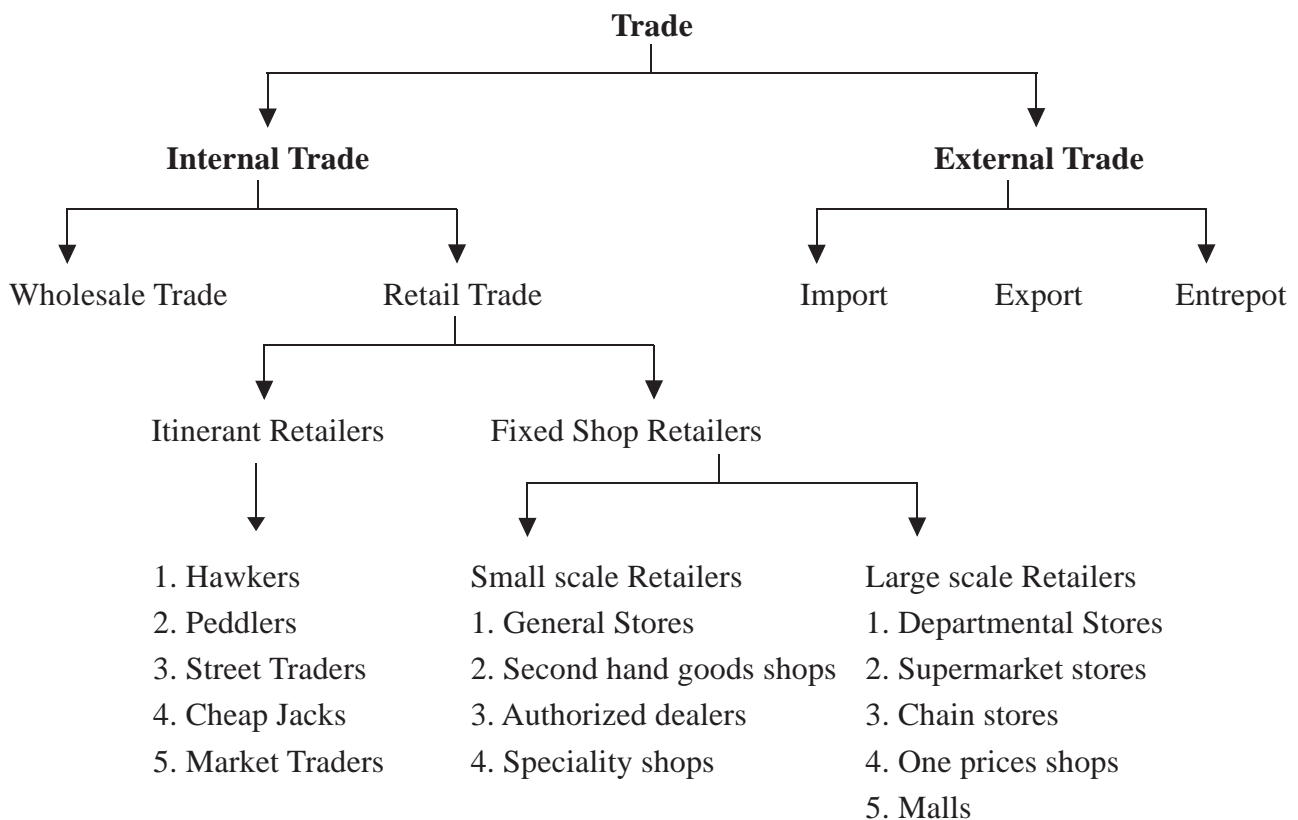 Trade
Internal Trade
External Trade
Wholesale Trade
Retail Trade
Import
Export
Entrepot
Itinerant Retailers
Fixed Shop Retailers
1. Hawkers
2. Peddlers
3. Street Traders
4. Cheap Jacks
5. Market Traders
Small scale Retailers
1. General Stores
2. Second hand goods shops
3. Authorized dealers
4. Speciality shops
Large scale Retailers
1. Departmental Stores
2. Supermarket stores
3. Chain stores
4. One prices shops
5. Malls